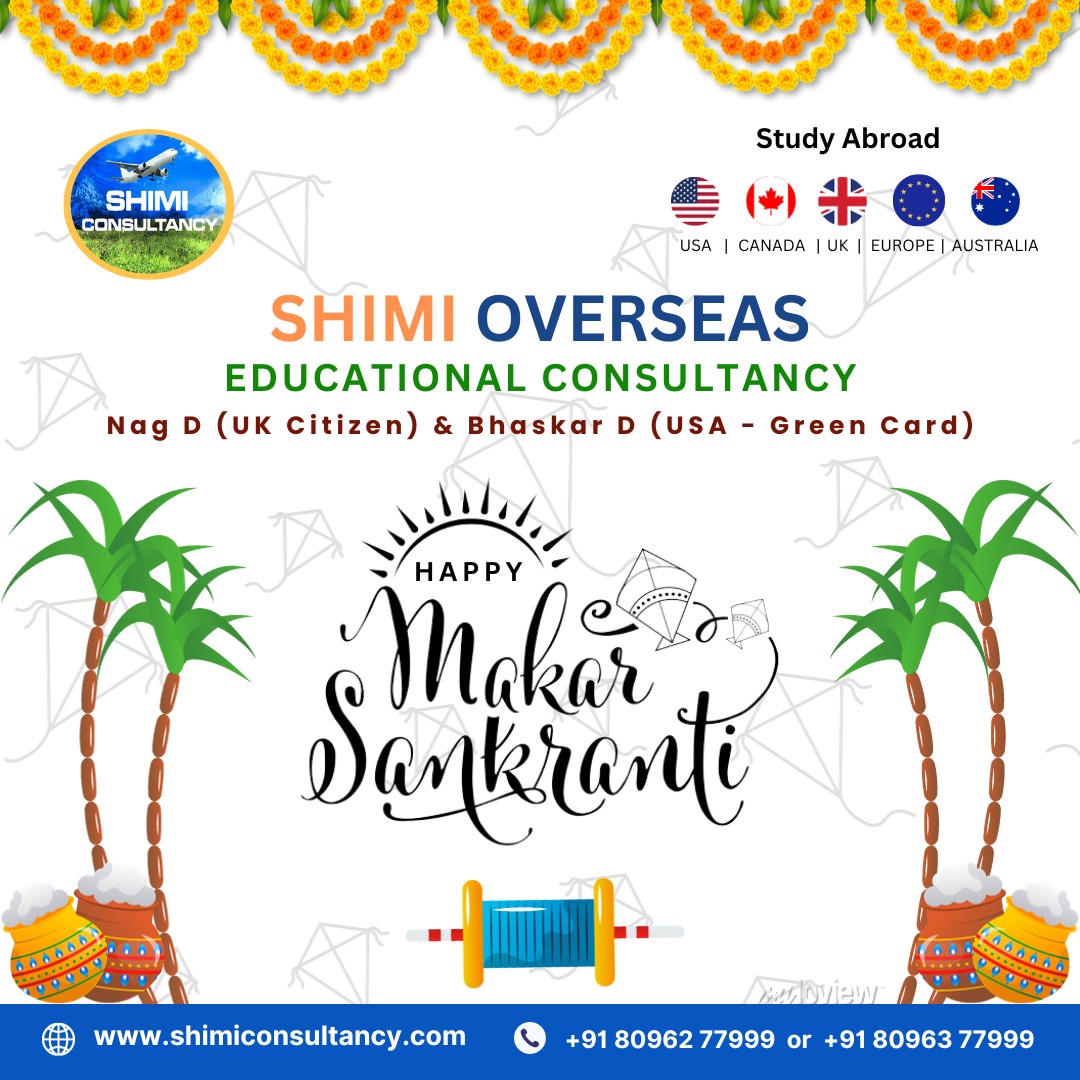 SHIMI
CONSULTANCY
Study Abroad
USA | CANADA | UK | EUROPE | AUSTRALIA
SHIMI OVERSEAS
EDUCATIONAL CONSULTANCY
Nag D (UK Citizen) & Bhaskar D (USA - Green Card)
HAPPY
Makar
Sankranti
www.shimiconsultancy.com
+91 80962 77999 or +91 80963 77999